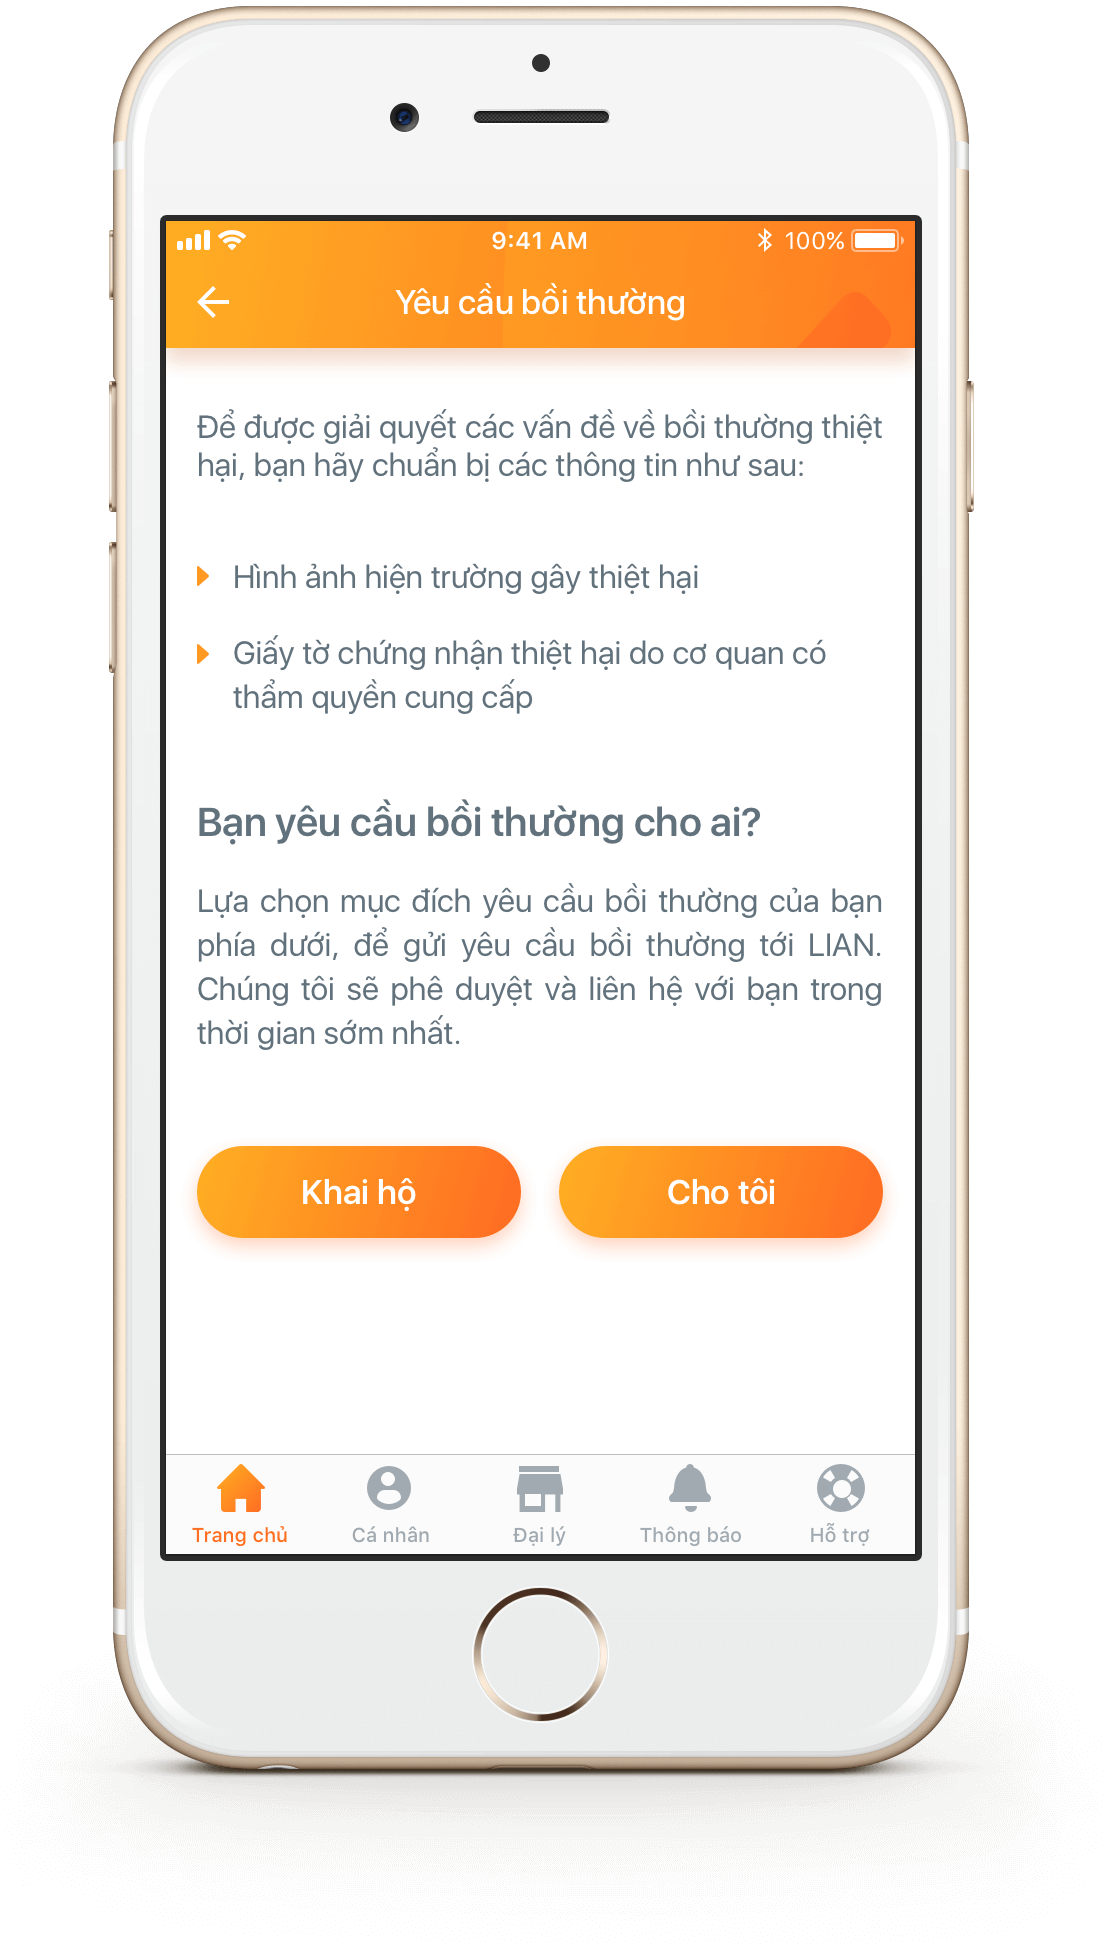 9:41 AM
100%
Yêu cầu bồi thường
Để được giải quyết các vấn đề về bồi thường thiệt
hại, bạn hãy chuẩn bị các thông tin như sau:
Hình ảnh hiện trường gây thiệt hại
Giấy tờ chứng nhận thiệt hại do cơ quan có
thẩm quyền cung cấp
Bạn yêu cầu bồi thường cho ai?
Lựa chọn mục đích yêu cầu bồi thường của bạn
phía dưới, để gửi yêu cầu bồi thường tới LIAN.
Chúng tôi sẽ phê duyệt và liên hệ với bạn trong
thời gian sớm nhất.
Khai hộ
Cho tôi
Trang chủ
Cá nhân
Đại lý
Thông báo
Hỗ trợ